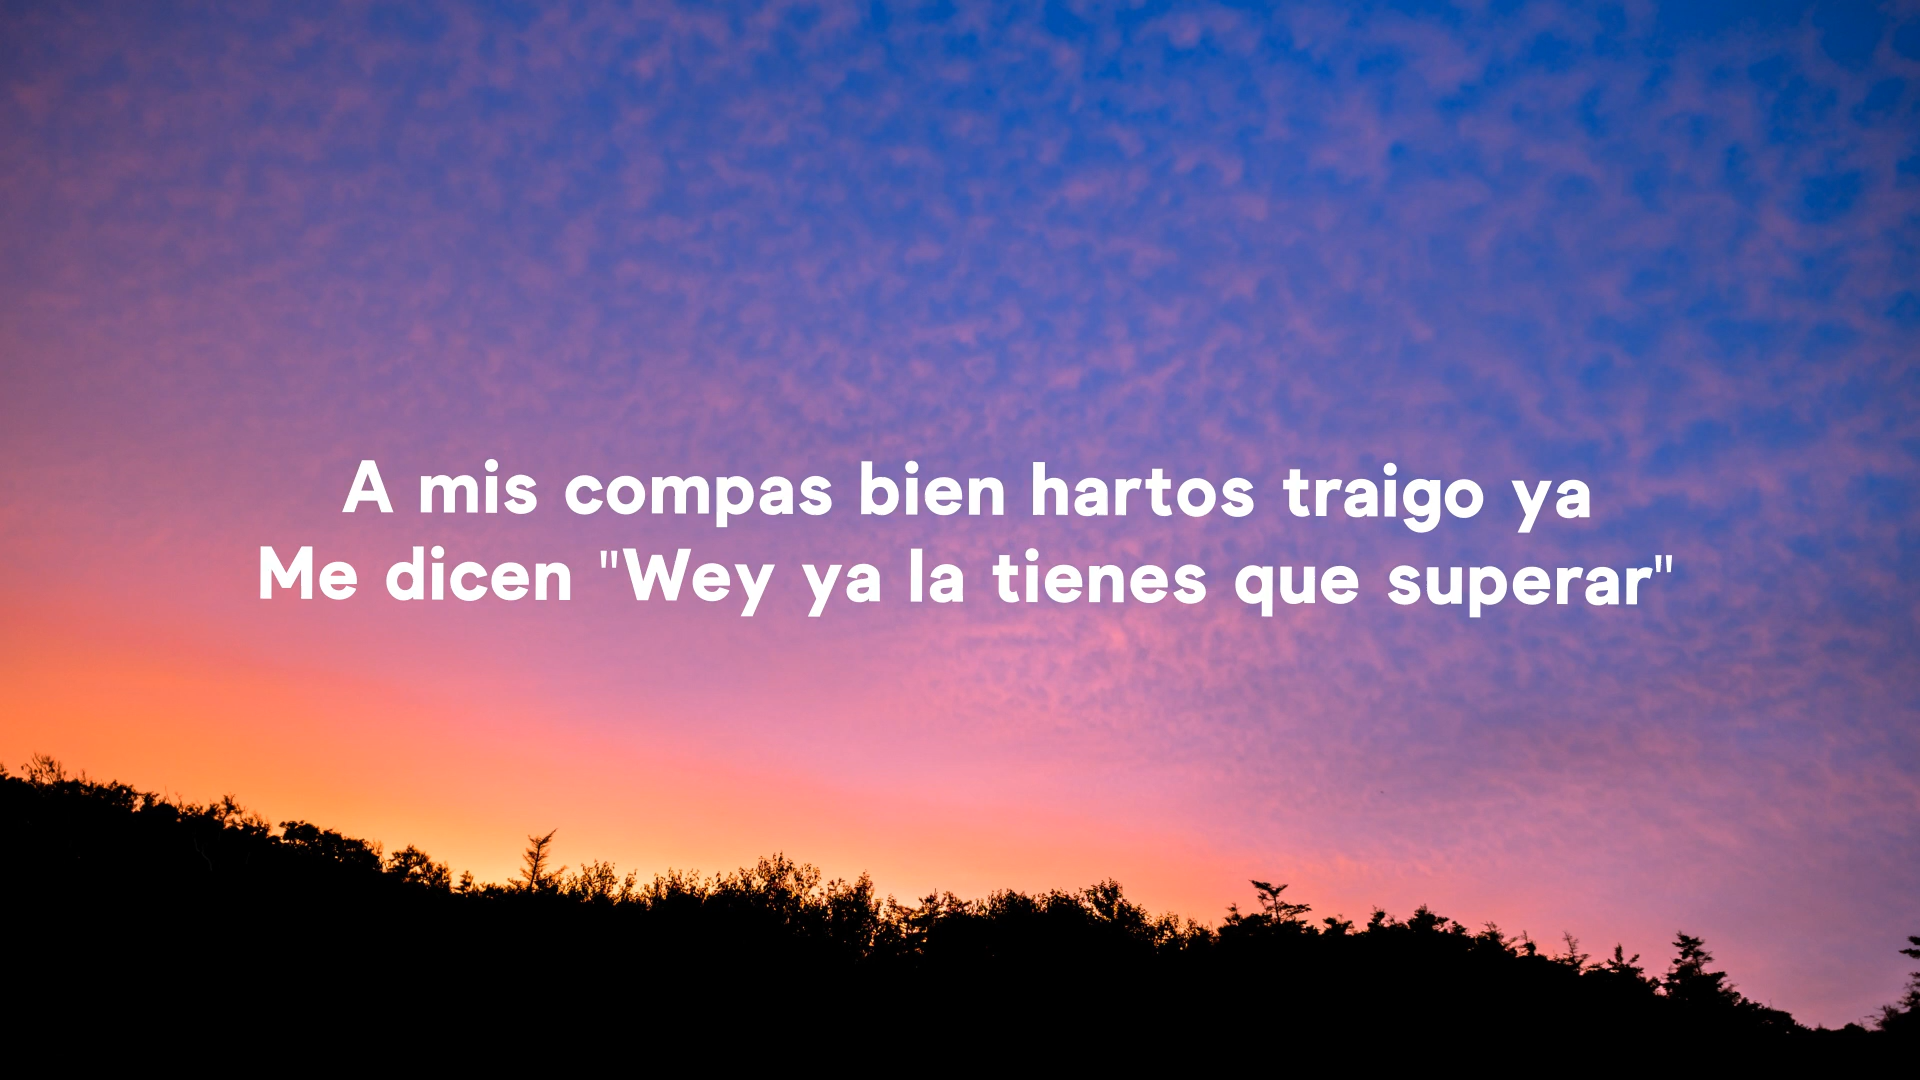 A mis compas bien hartos traigo ya
Me dicen "Wey ya la tienes que superar"